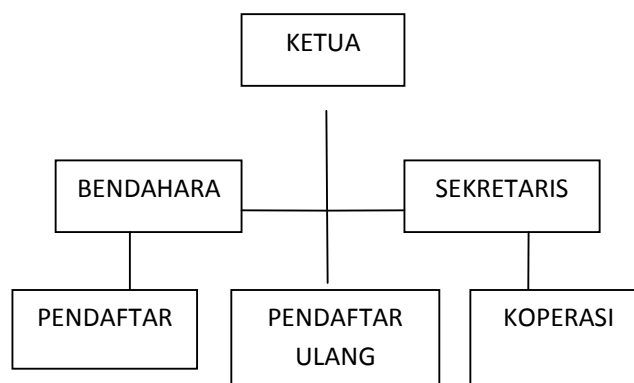 KETUA
BENDAHARA
SEKRETARIS
PENDAFTAR
PENDAFTAR
ULANG
KOPERASI